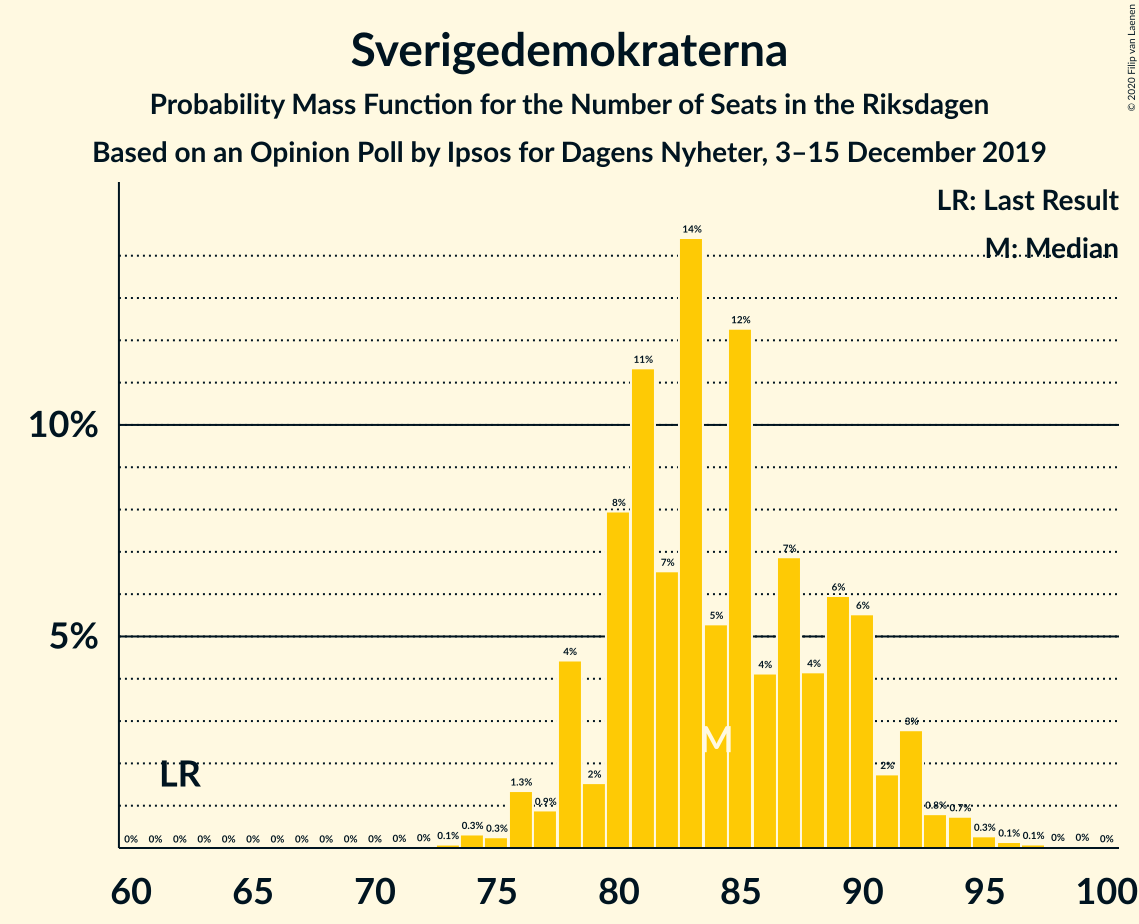 Sverigedemokraterna
Probability Mass Function for the Number of Seats in the Riksdagen
Based on an Opinion Poll by Ipsos for Dagens Nyheter, 3–15 December 2019
© 2020 Filip van Laenen
LR: Last Result
M: Median
10%
5%
0% 0% 0% 0% 0% 0% 0% 0% 0% 0% 0% 0% 0% 0.1% 0.3% 0.3% 1.3% 0.9% 4% 2% 8% 11% 7% 14% 5% 12% 4% 7% 4% 6% 6% 2% 3% 0.8% 0.7% 0.3% 0.1% 0.1% 0% 0% 0%
LR
M
60 65 70 75 80 85 90 95 100